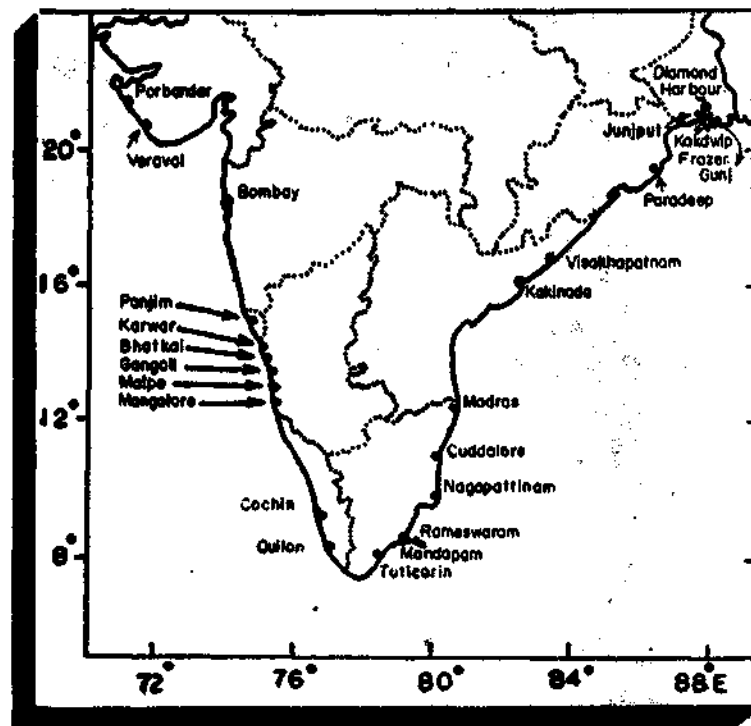 Diamond
Harbour
Porbander
Junjput
Kakdwip
Frazer
Gunj
20°
Veraval
Paradeep
Bombay
Visakhapatnam
16°
Kakinada
Panjim
Karwar
Bhatkal
Gangoli
Malpe
Mangalore
Madras
12°
Cuddalore
Nagapattinam
Cochin
Rameswaram
Quilon
Mandapam
8°
Tuticorin
72° 76° 80° 84° 88°E